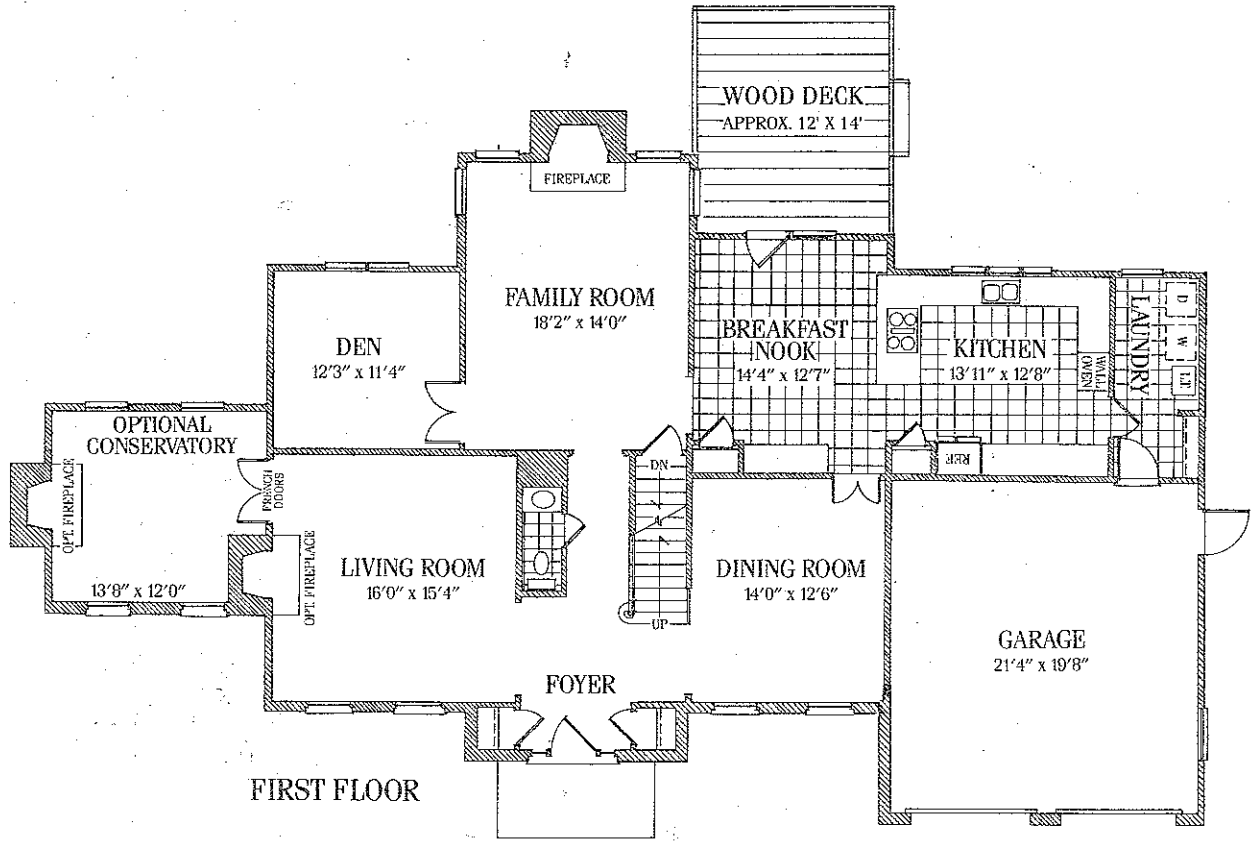 WOOD DECK
APPROX. 12' X 14'
FIREPLACE
FAMILY ROOM
18'2" x 14'0"
DEN
12'3" x 11'4"
BREAKFAST
NOOK
14'4" x 12'7"
KITCHEN
13'11" x 12'8"
WALL
OVEN
LAUNDRY
D
W
LT
OPTIONAL
CONSERVATORY
13'8" x 12'0"
OPT. FIREPLACE
FRENCH
DOORS
OPT. FIREPLACE
LIVING ROOM
16'0" x 15'4"
DN
UP
REF.
DINING ROOM
14'0" x 12'6"
GARAGE
21'4" x 19'8"
FOYER
FIRST FLOOR